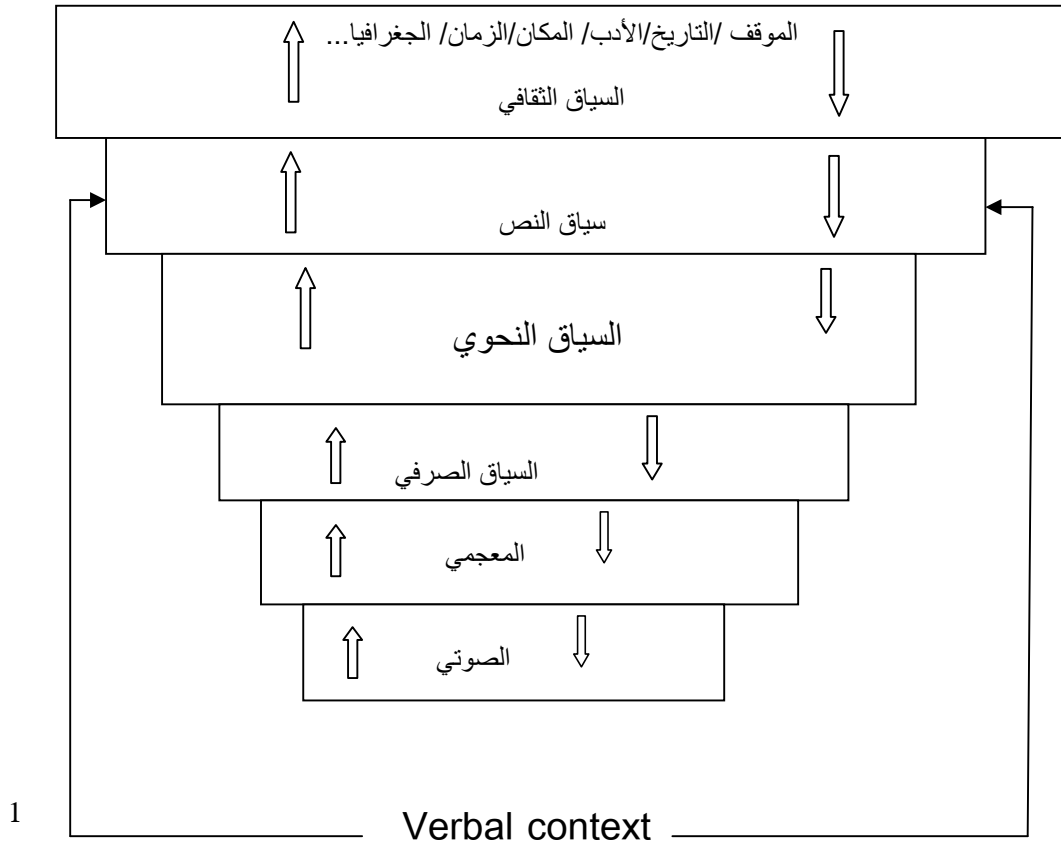 الموقف /التاريخ/الأدب/ المكان/الزمان/ الجغرافيا...
السياق الثقافي
سياق النص
السياق النحوي
السياق الصرفي
المعجمي
الصوتي
1
Verbal context